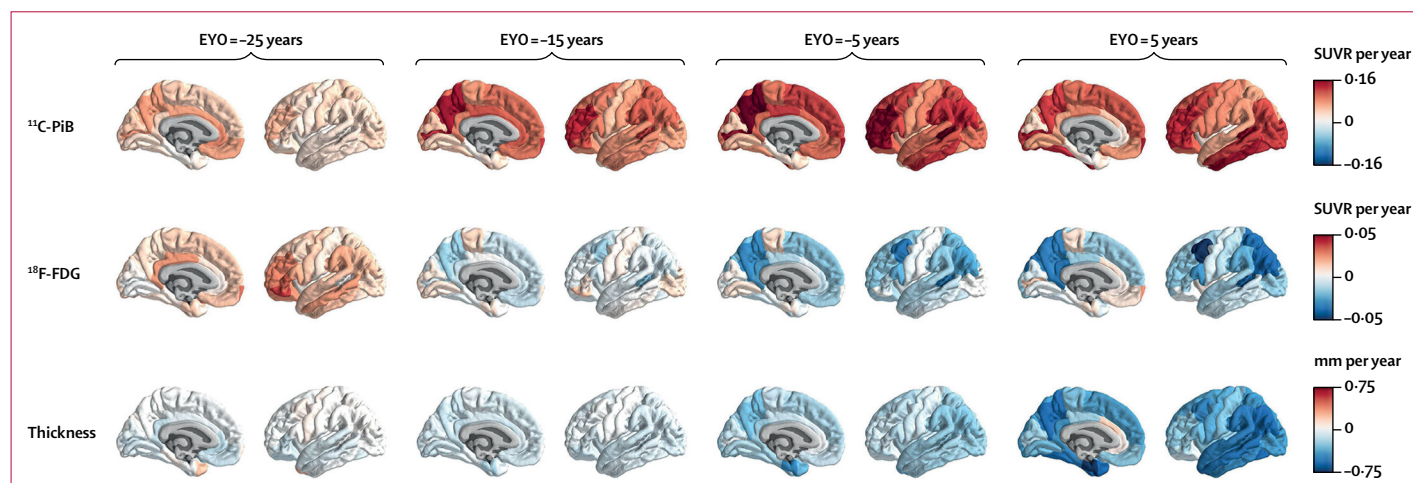 EYO=–25 years EYO=–15 years EYO=–5 years EYO=5 years
SUVR per year
0·16
¹¹C-PiB
0
–0·16
SUVR per year
0·05
¹⁸F-FDG
0
–0·05
mm per year
0·75
Thickness
0
–0·75